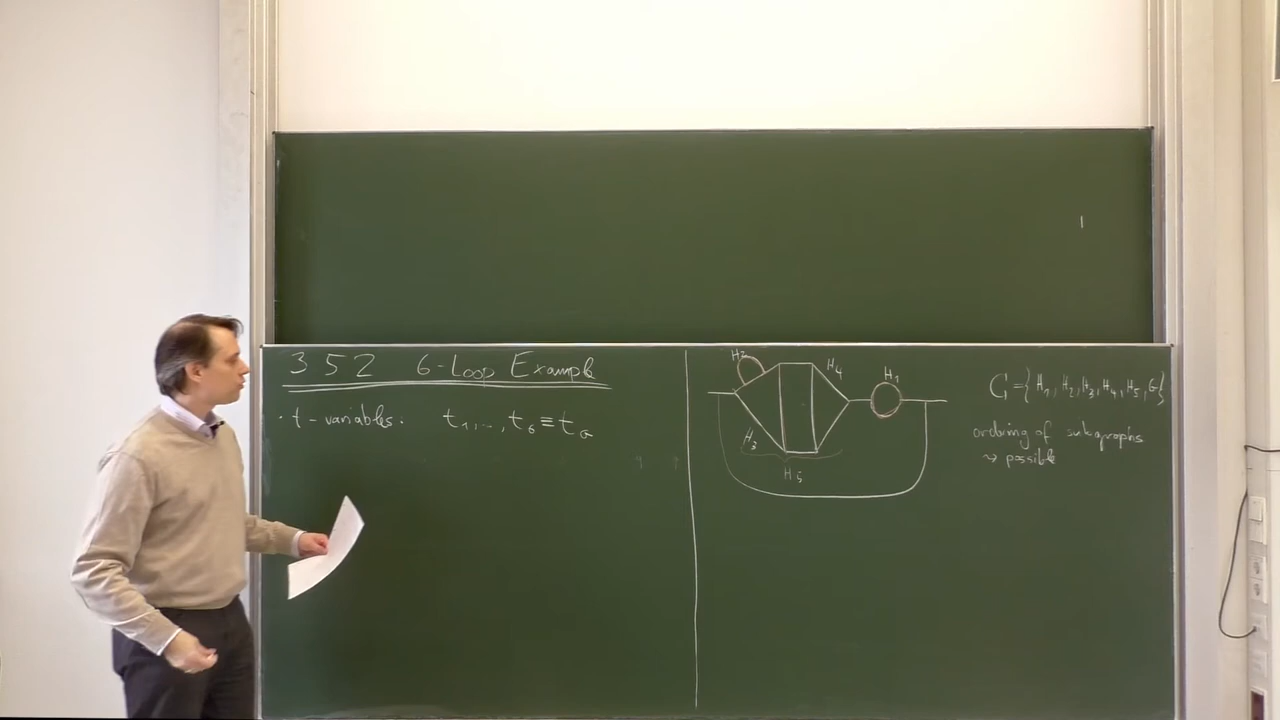 3 5 2 6-Loop Example
· t-variables: t₁,..,t₆ ≡ t_G
H₂
H₄
H₁
H₃
H₅
G = { H₁, H₂, H₃, H₄, H₅, G }
ordering of subgraphs
↝ possible